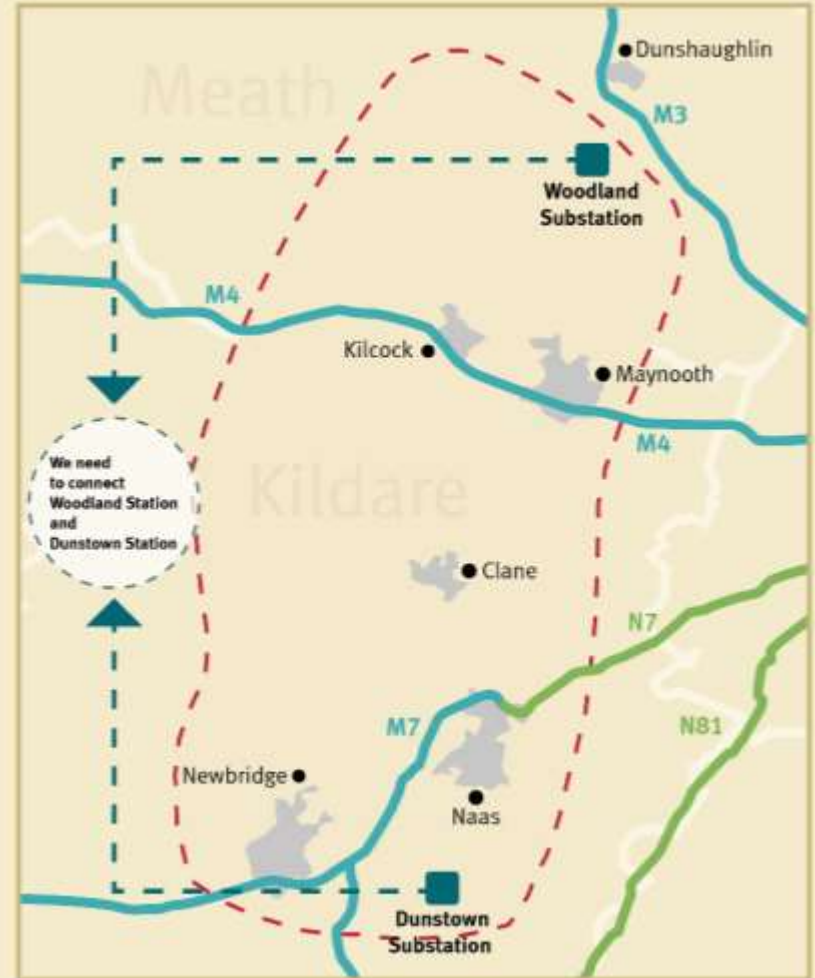 Dunshaughlin
Meath
M3
Woodland
Substation
M4
Kilcock
Maynooth
M4
We need
to connect
Woodland Station
and
Dunstown Station
Kildare
Clane
N7
M7
N81
Newbridge
Naas
Dunstown
Substation